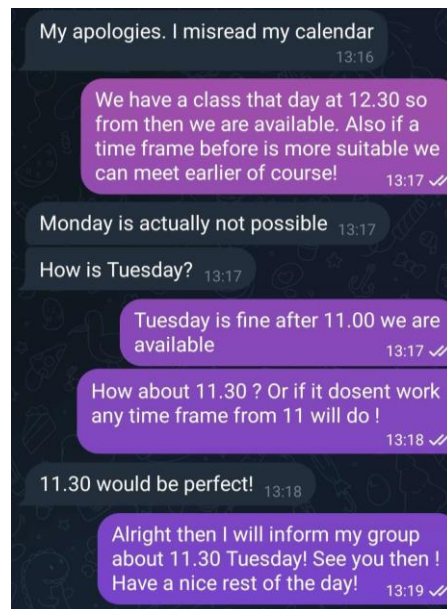 My apologies. I misread my calendar
13:16
We have a class that day at 12.30 so
from then we are available. Also if a
time frame before is more suitable we
can meet earlier of course!
13:17
Monday is actually not possible 13:17
How is Tuesday? 13:17
Tuesday is fine after 11.00 we are
available
13:17
How about 11.30 ? Or if it dosent work
any time frame from 11 will do !
13:18
11.30 would be perfect! 13:18
Alright then I will inform my group
about 11.30 Tuesday! See you then !
Have a nice rest of the day! 13:19